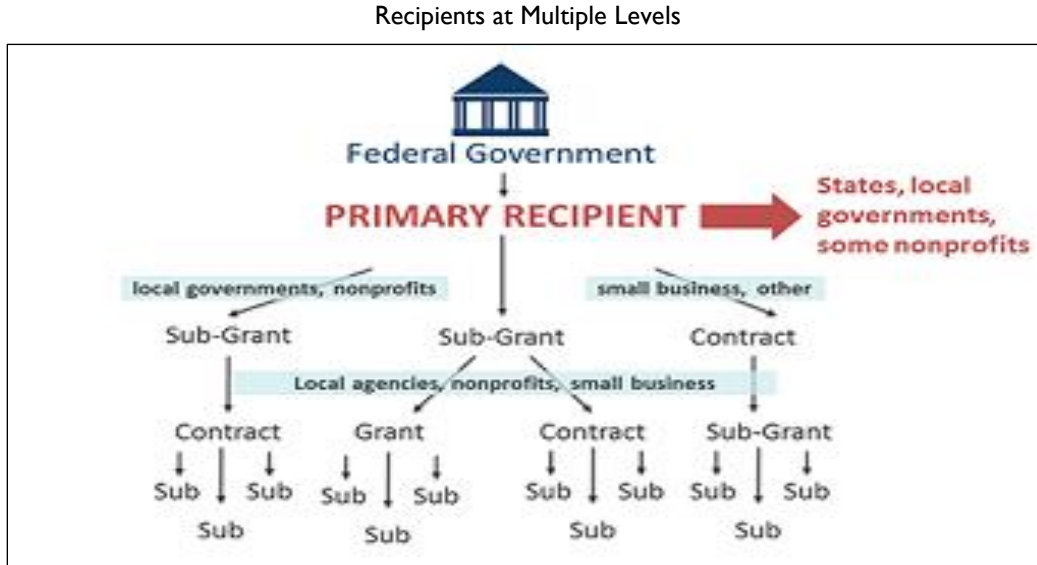 Recipients at Multiple Levels
Federal Government
PRIMARY RECIPIENT
States, local
governments,
some nonprofits
local governments, nonprofits
small business, other
Sub-Grant
Sub-Grant
Contract
Local agencies, nonprofits, small business
Contract
Grant
Contract
Sub-Grant
Sub
Sub
Sub
Sub
Sub
Sub
Sub
Sub
Sub
Sub
Sub
Sub